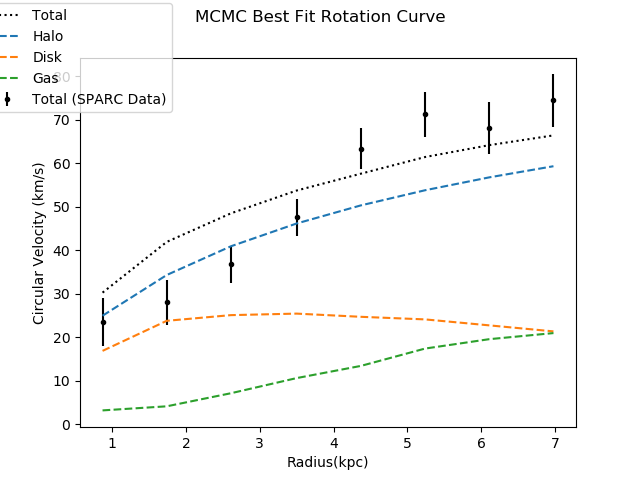 MCMC Best Fit Rotation Curve
Total
Halo
Disk
Gas
Total (SPARC Data)
80
70
60
50
40
30
20
10
0
Circular Velocity (km/s)
1 2 3 4 5 6 7
Radius(kpc)